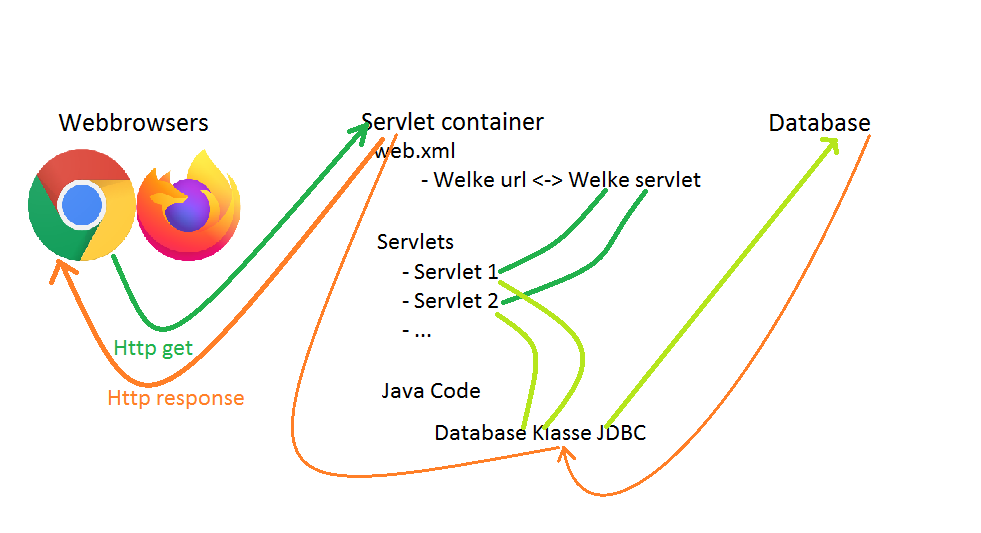 Webbrowsers
Servlet container
Database
web.xml
- Welke url <-> Welke servlet
Servlets
- Servlet 1
- Servlet 2
- ...
Http get
Http response
Java Code
Database Klasse JDBC